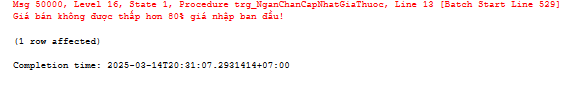 Msg 50000, Level 16, State 1, Procedure trg_NganChanCapNhatGiaThuoc, Line 13 [Batch Start Line 529]
Giá bán không được thấp hơn 80% giá nhập ban đầu!
(1 row affected)
Completion time: 2025-03-14T20:31:07.2931414+07:00